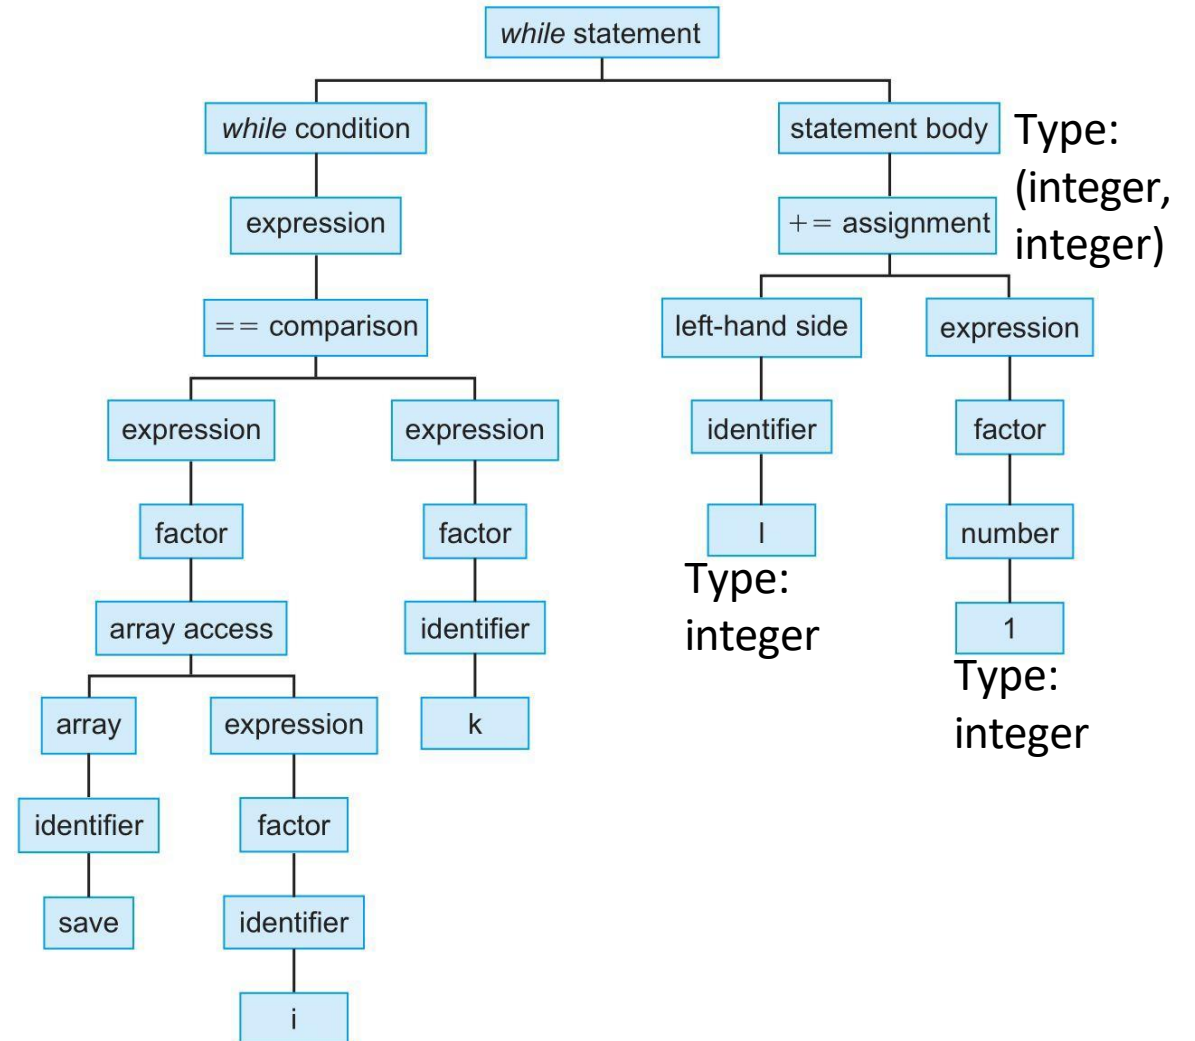 while statement
while condition
statement body
Type:
(integer,
integer)
expression
+= assignment
== comparison
left-hand side
expression
expression
expression
identifier
factor
factor
factor
l
number
Type:
integer
array access
identifier
1
Type:
integer
array
expression
k
identifier
factor
save
identifier
i